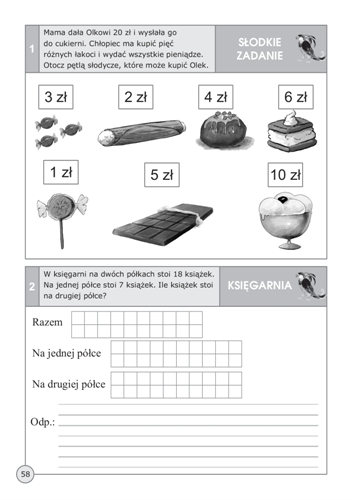 1
Mama dała Olkowi 20 zł i wysłała go
do cukierni. Chłopiec ma kupić pięć
różnych łakoci i wydać wszystkie pieniądze.
Otocz pętlą słodycze, które może kupić Olek.
SŁODKIE
ZADANIE
3 zł
2 zł
4 zł
6 zł
1 zł
5 zł
10 zł
2
W księgarni na dwóch półkach stoi 18 książek.
Na jednej półce stoi 7 książek. Ile książek stoi
na drugiej półce?
KSIĘGARNIA
Razem
Na jednej półce
Na drugiej półce
Odp.:
58